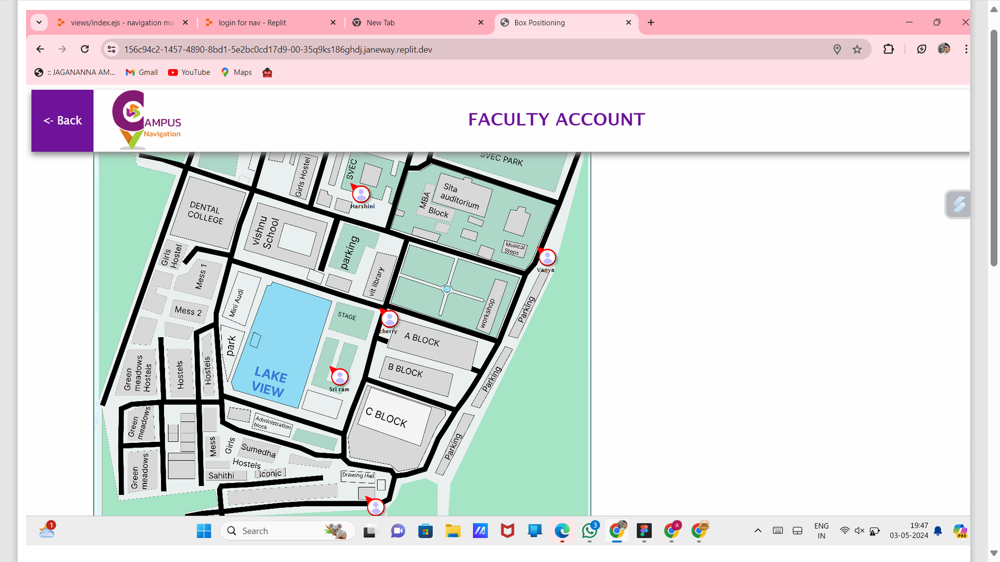 views/index.ejs - navigation ma
login for nav - Replit
New Tab
Box Positioning
156c94c2-1457-4890-8bd1-5e2bc0cd17d9-00-35q9ks186ghdj.janeway.replit.dev
:: JAGANANNA AM...
Gmail
YouTube
Maps
<- Back
CAMPUS
Navigation
FACULTY ACCOUNT
SVEC PARK
Girls Hostel
SVEC
Harshini
Sita
auditorium
MBA
Block
DENTAL
COLLEGE
vishnu
School
parking
Musical
Steps
Vanya
Girls
Hostel
Mess 1
vit library
Mini Audi
Mess 2
STAGE
workshop
Parking
cherry
A BLOCK
park
B BLOCK
Green
meadows
Hostels
Hostels
Hostels
LAKE
VIEW
Sri ram
Parking
C BLOCK
Green
meadows
Administration
block
Parking
Mess
Girls
Sumedha
Hostels
Green
meadows
Sahithi
Iconic
Drawing Hall
1
Search
3
A
ENG
IN
19:47
03-05-2024
PRE